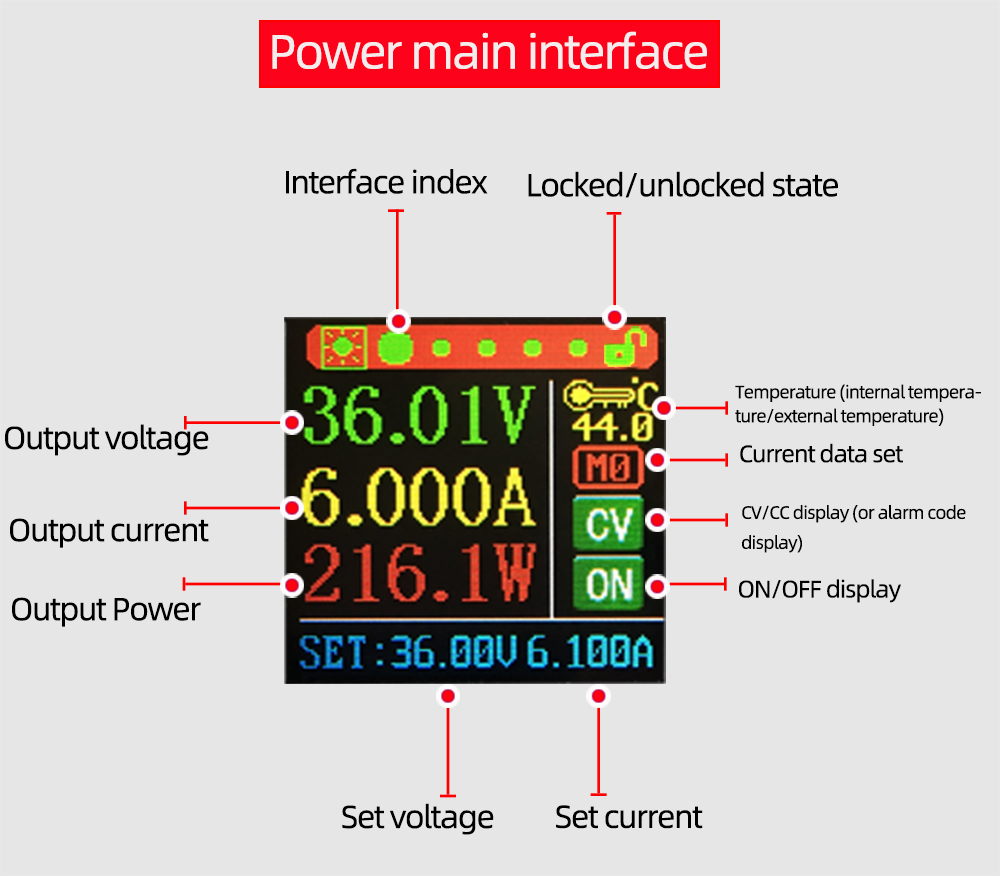 Power main interface
Interface index
Locked/unlocked state
36.01V
°C
44.0
Temperature (internal tempera-
ture/external temperature)
Output voltage
M0
Current data set
6.000A
CV
CV/CC display (or alarm code
display)
Output current
216.1W
ON
ON/OFF display
Output Power
SET:36.00V 6.100A
Set voltage
Set current